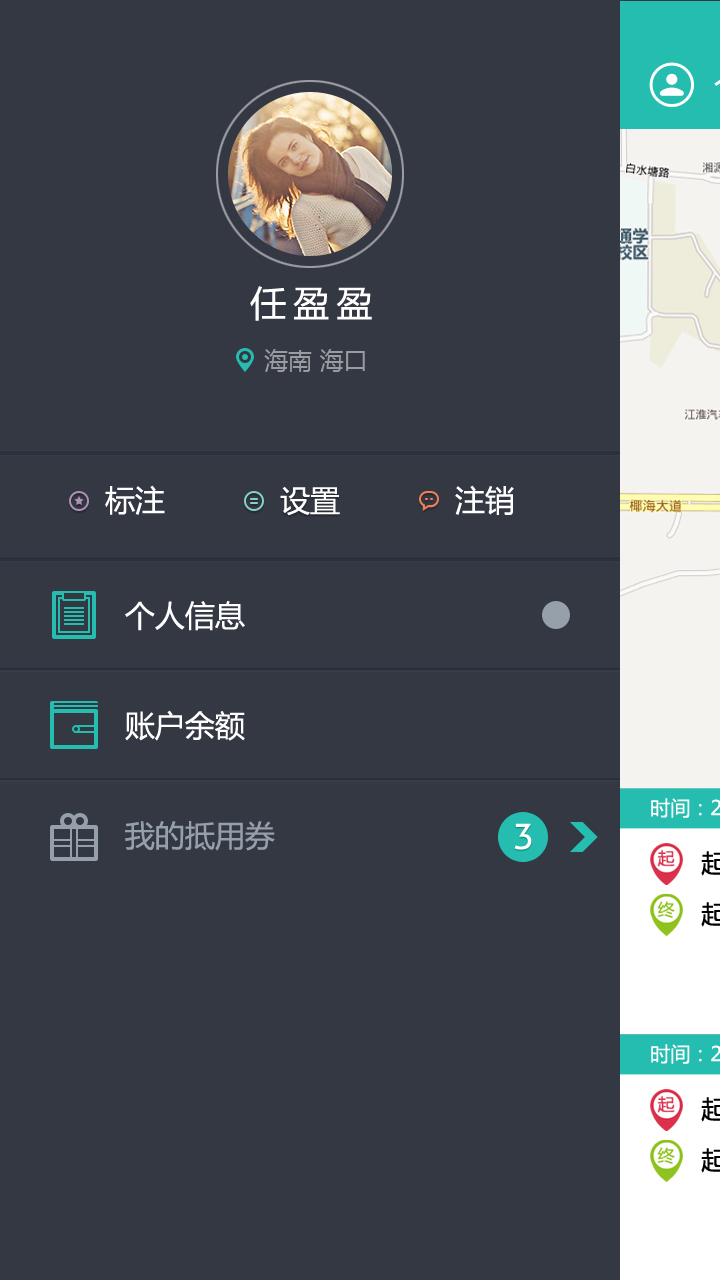 任盈盈
海南 海口
标注 设置 注销
个人信息
账户余额
我的抵用券 3
白水塘路
通学
校区
江淮汽
椰海大道
时间：2
起 起
终 起
时间：2
起 起
终 起